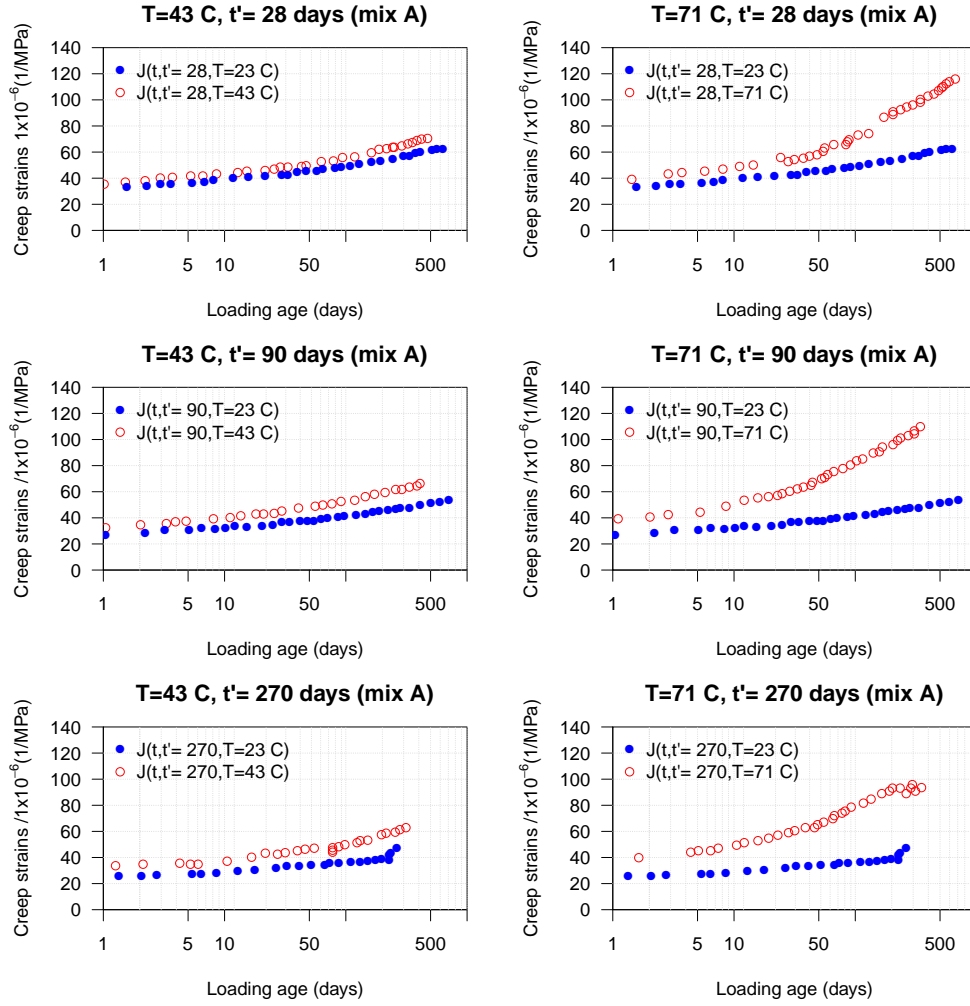 T=43 C, t'= 28 days (mix A)
Creep strains 1x10⁻⁶(1/MPa)
140
120
100
80
60
40
20
0
J(t,t'= 28,T=23 C)
J(t,t'= 28,T=43 C)
1 5 10 50 500
Loading age (days)
T=71 C, t'= 28 days (mix A)
Creep strains /1x10⁻⁶(1/MPa)
140
120
100
80
60
40
20
0
J(t,t'= 28,T=23 C)
J(t,t'= 28,T=71 C)
1 5 10 50 500
Loading age (days)
T=43 C, t'= 90 days (mix A)
Creep strains /1x10⁻⁶(1/MPa)
140
120
100
80
60
40
20
0
J(t,t'= 90,T=23 C)
J(t,t'= 90,T=43 C)
1 5 10 50 500
Loading age (days)
T=71 C, t'= 90 days (mix A)
Creep strains /1x10⁻⁶(1/MPa)
140
120
100
80
60
40
20
0
J(t,t'= 90,T=23 C)
J(t,t'= 90,T=71 C)
1 5 10 50 500
Loading age (days)
T=43 C, t'= 270 days (mix A)
Creep strains /1x10⁻⁶(1/MPa)
140
120
100
80
60
40
20
0
J(t,t'= 270,T=23 C)
J(t,t'= 270,T=43 C)
1 5 10 50 500
Loading age (days)
T=71 C, t'= 270 days (mix A)
Creep strains /1x10⁻⁶(1/MPa)
140
120
100
80
60
40
20
0
J(t,t'= 270,T=23 C)
J(t,t'= 270,T=71 C)
1 5 10 50 500
Loading age (days)